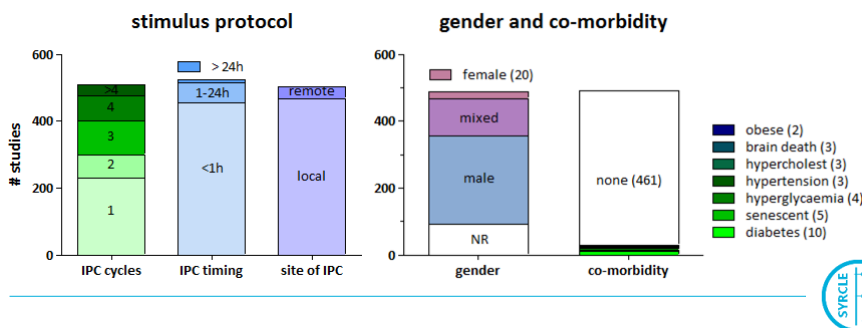 stimulus protocol
gender and co-morbidity
# studies
600
400
200
0
>4
4
3
2
1
> 24h
1-24h
<1h
remote
local
IPC cycles
IPC timing
site of IPC
600
400
200
0
female (20)
mixed
male
NR
none (461)
gender
co-morbidity
obese (2)
brain death (3)
hypercholest (3)
hypertension (3)
hyperglycaemia (4)
senescent (5)
diabetes (10)
SYRCLE